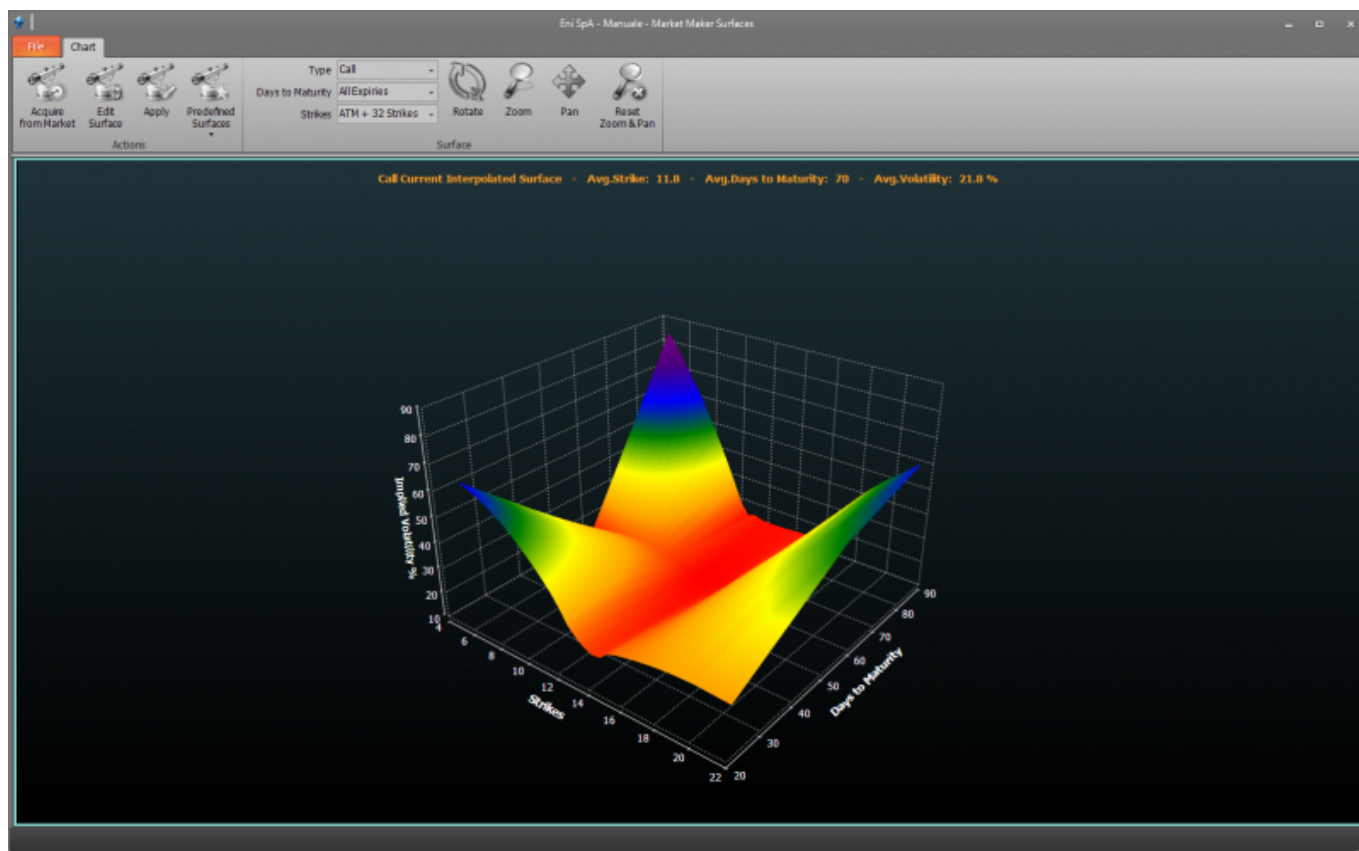 Eni SpA - Manuale - Market Maker Surfaces
File Chart
Type Call
Days to Maturity All Expiries
Strikes ATM + 32 Strikes
Acquire from Market
Edit Surface
Apply
Predefined Surfaces
Rotate
Zoom
Pan
Reset Zoom & Pan
Actions
Surface
Call Current Interpolated Surface - Avg.Strike: 11.8 - Avg.Days to Maturity: 70 - Avg.Volatility: 21.8 %
90
80
70
60
50
40
30
20
10
Implied Volatility %
4
6
8
10
12
14
16
18
20
22
Strikes
20
30
40
50
60
70
80
90
Days to Maturity